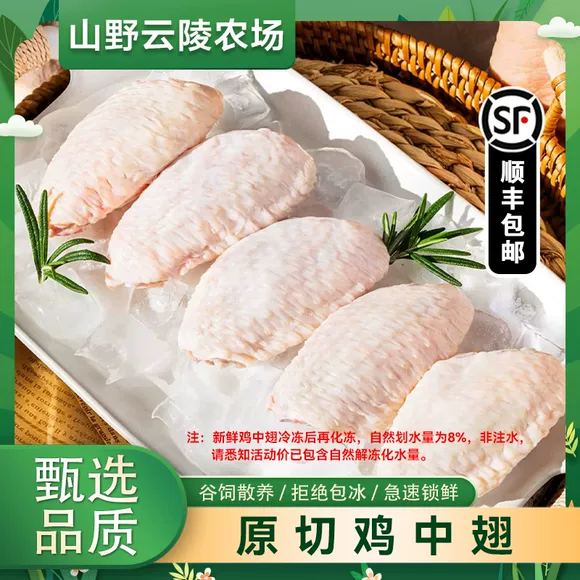 山野云陵农场
SF
顺丰包邮
注：新鲜鸡中翅冷冻后再化冻，自然划水量为8%，非注水，
请悉知活动价已包含自然解冻化水量。
甄选
品质
谷饲散养 / 拒绝包冰 / 急速锁鲜
原切鸡中翅